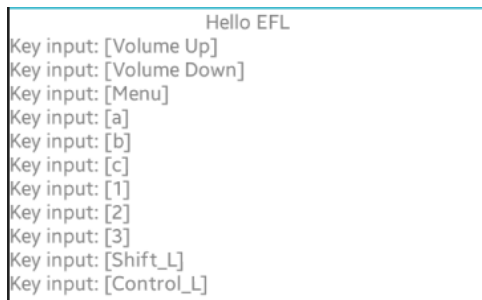 Hello EFL
Key input: [Volume Up]
Key input: [Volume Down]
Key input: [Menu]
Key input: [a]
Key input: [b]
Key input: [c]
Key input: [1]
Key input: [2]
Key input: [3]
Key input: [Shift_L]
Key input: [Control_L]